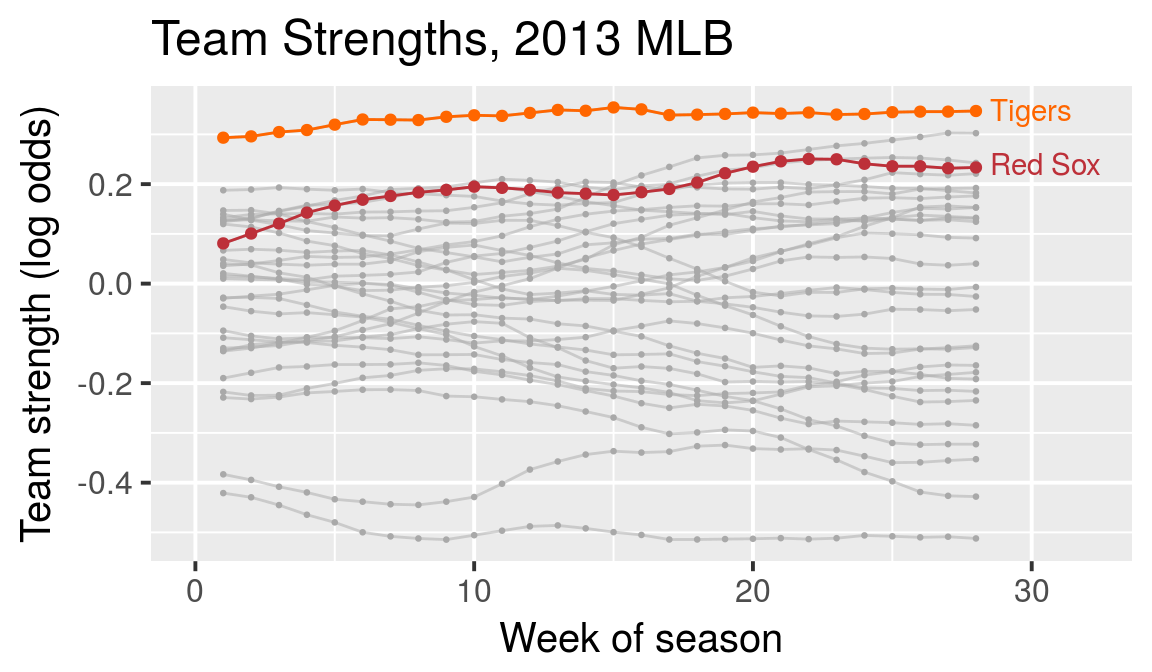 Team Strengths, 2013 MLB
Team strength (log odds)
0.2
0.0
-0.2
-0.4
Tigers
Red Sox
0
10
20
30
Week of season